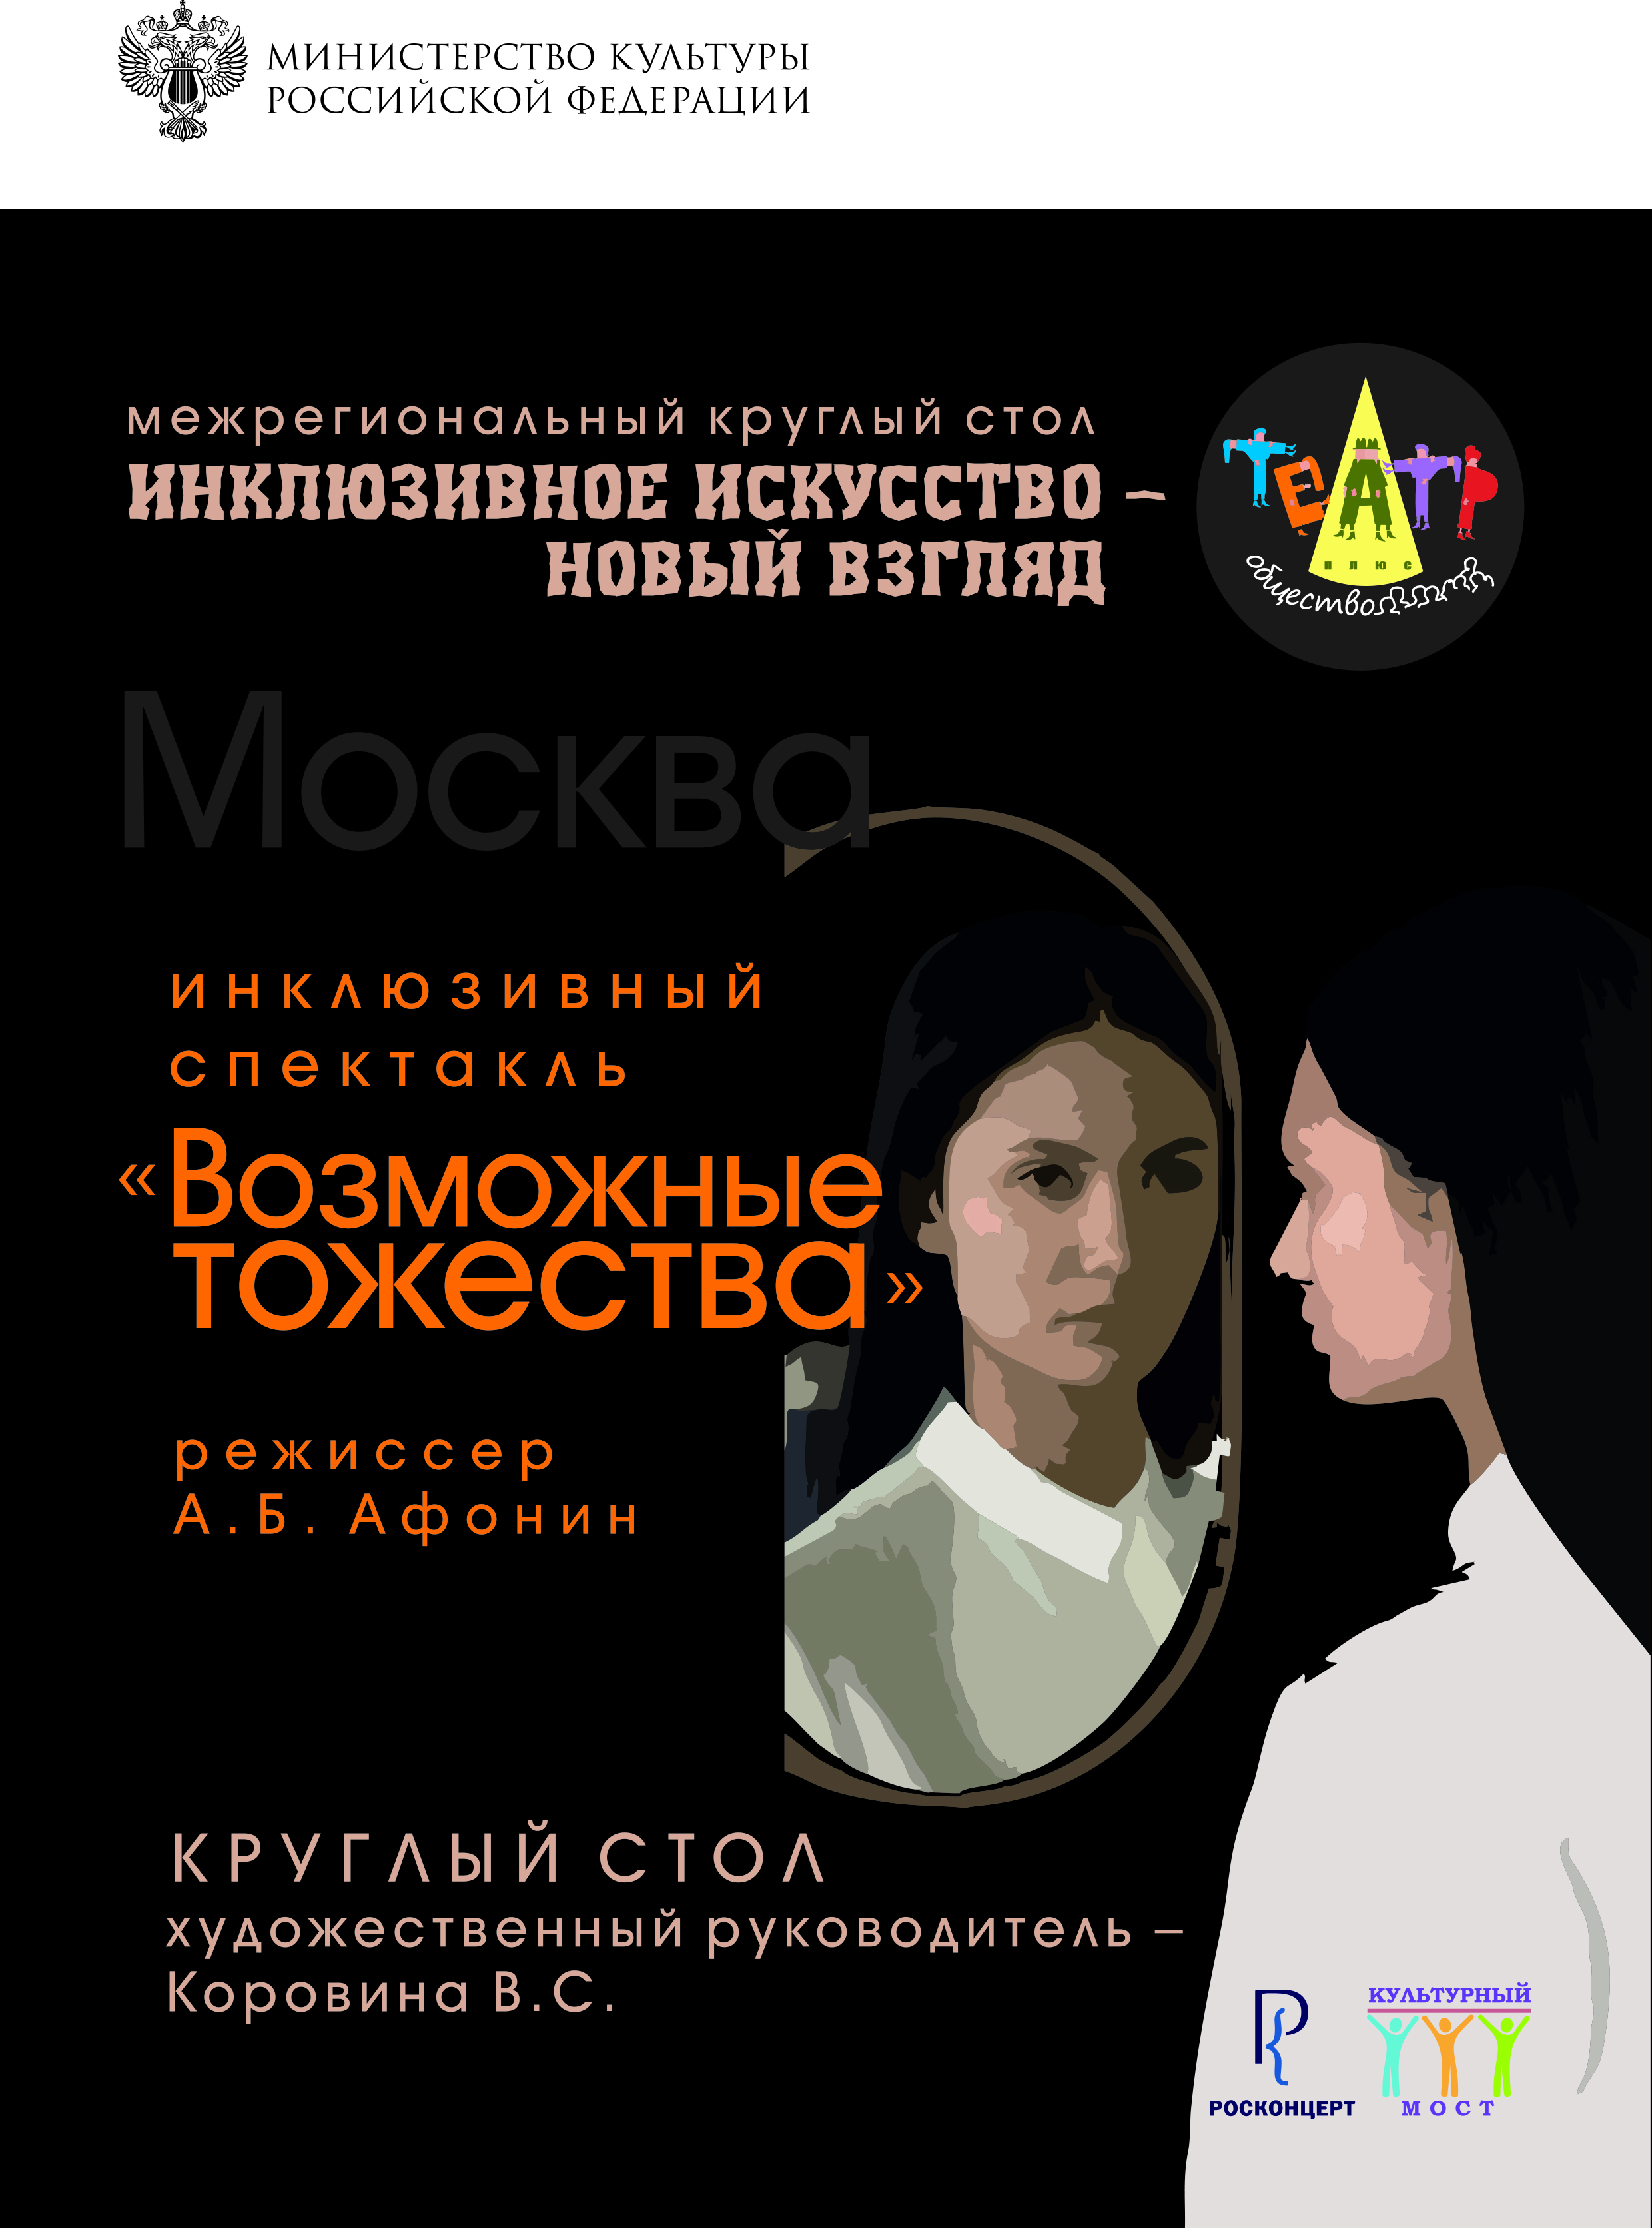 МИНИСТЕРСТВО КУЛЬТУРЫ
РОССИЙСКОЙ ФЕДЕРАЦИИ
межрегиональный круглый стол
ИНКЛЮЗИВНОЕ ИСКУССТВО –
НОВЫЙ ВЗГЛЯД
ТЕАТР
ПЛЮС
общество
Москва
инклюзивный
спектакль
«Возможные
тожества»
режиссер
А.Б. Афонин
КРУГЛЫЙ СТОЛ
художественный руководитель –
Коровина В.С.
РОСКОНЦЕРТ
КУЛЬТУРНЫЙ
МОСТ